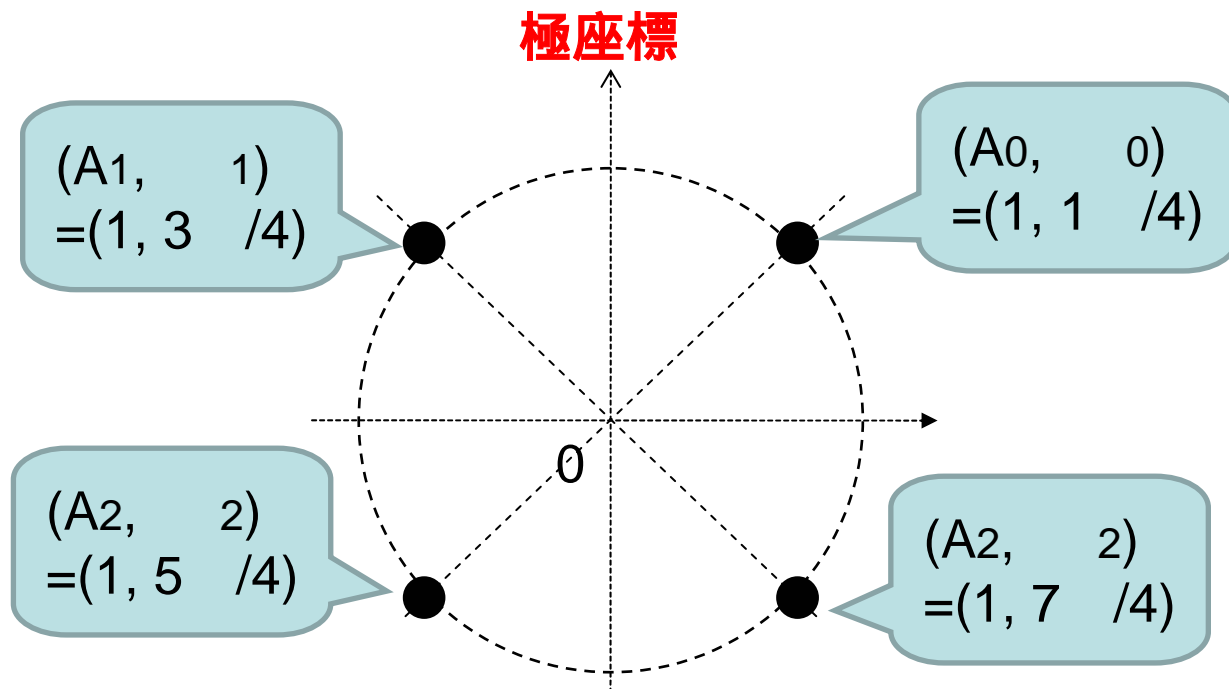 極座標
(A1, 1)
=(1, 3 /4)
(A0, 0)
=(1, 1 /4)
0
(A2, 2)
=(1, 5 /4)
(A2, 2)
=(1, 7 /4)